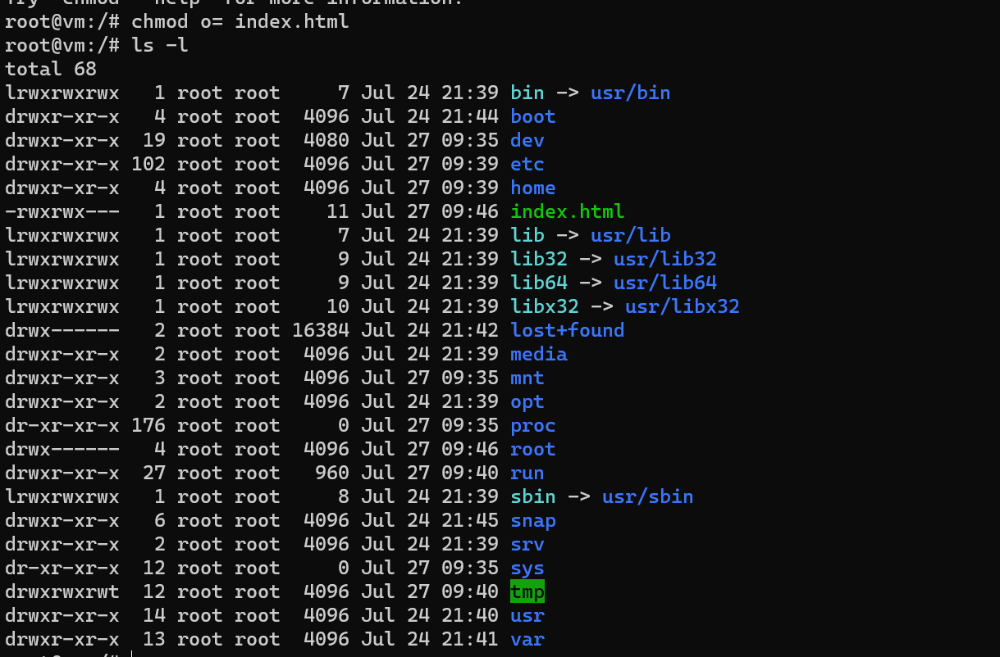 Try 'chmod --help' for more information.
root@vm:/# chmod o= index.html
root@vm:/# ls -l
total 68
lrwxrwxrwx   1 root root     7 Jul 24 21:39 bin -> usr/bin
drwxr-xr-x   4 root root  4096 Jul 24 21:44 boot
drwxr-xr-x  19 root root  4080 Jul 27 09:35 dev
drwxr-xr-x 102 root root  4096 Jul 27 09:39 etc
drwxr-xr-x   4 root root  4096 Jul 27 09:39 home
-rwxrwx---   1 root root    11 Jul 27 09:46 index.html
lrwxrwxrwx   1 root root     7 Jul 24 21:39 lib -> usr/lib
lrwxrwxrwx   1 root root     9 Jul 24 21:39 lib32 -> usr/lib32
lrwxrwxrwx   1 root root     9 Jul 24 21:39 lib64 -> usr/lib64
lrwxrwxrwx   1 root root    10 Jul 24 21:39 libx32 -> usr/libx32
drwx------   2 root root 16384 Jul 24 21:42 lost+found
drwxr-xr-x   2 root root  4096 Jul 24 21:39 media
drwxr-xr-x   3 root root  4096 Jul 27 09:35 mnt
drwxr-xr-x   2 root root  4096 Jul 24 21:39 opt
dr-xr-xr-x 176 root root     0 Jul 27 09:35 proc
drwx------   4 root root  4096 Jul 27 09:46 root
drwxr-xr-x  27 root root   960 Jul 27 09:40 run
lrwxrwxrwx   1 root root     8 Jul 24 21:39 sbin -> usr/sbin
drwxr-xr-x   6 root root  4096 Jul 24 21:45 snap
drwxr-xr-x   2 root root  4096 Jul 24 21:39 srv
dr-xr-xr-x  12 root root     0 Jul 27 09:35 sys
drwxrwxrwt  12 root root  4096 Jul 27 09:40 tmp
drwxr-xr-x  14 root root  4096 Jul 24 21:40 usr
drwxr-xr-x  13 root root  4096 Jul 24 21:41 var